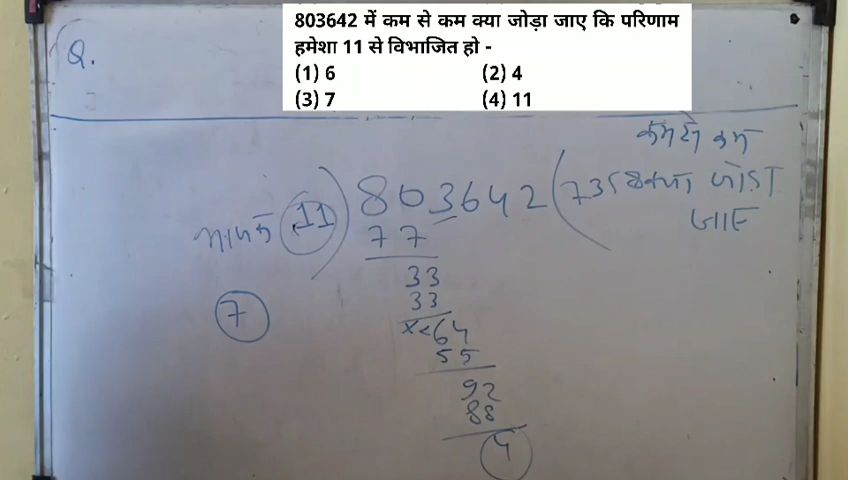 803642 में कम से कम क्या जोड़ा जाए कि परिणाम
हमेशा 11 से विभाजित हो -
(1) 6 (2) 4
(3) 7 (4) 11
Q.
कम से कम
जोडा
जाए
भाजक 11 ) 803642 ( 735
77
33
33
64
55
92
88
4
7